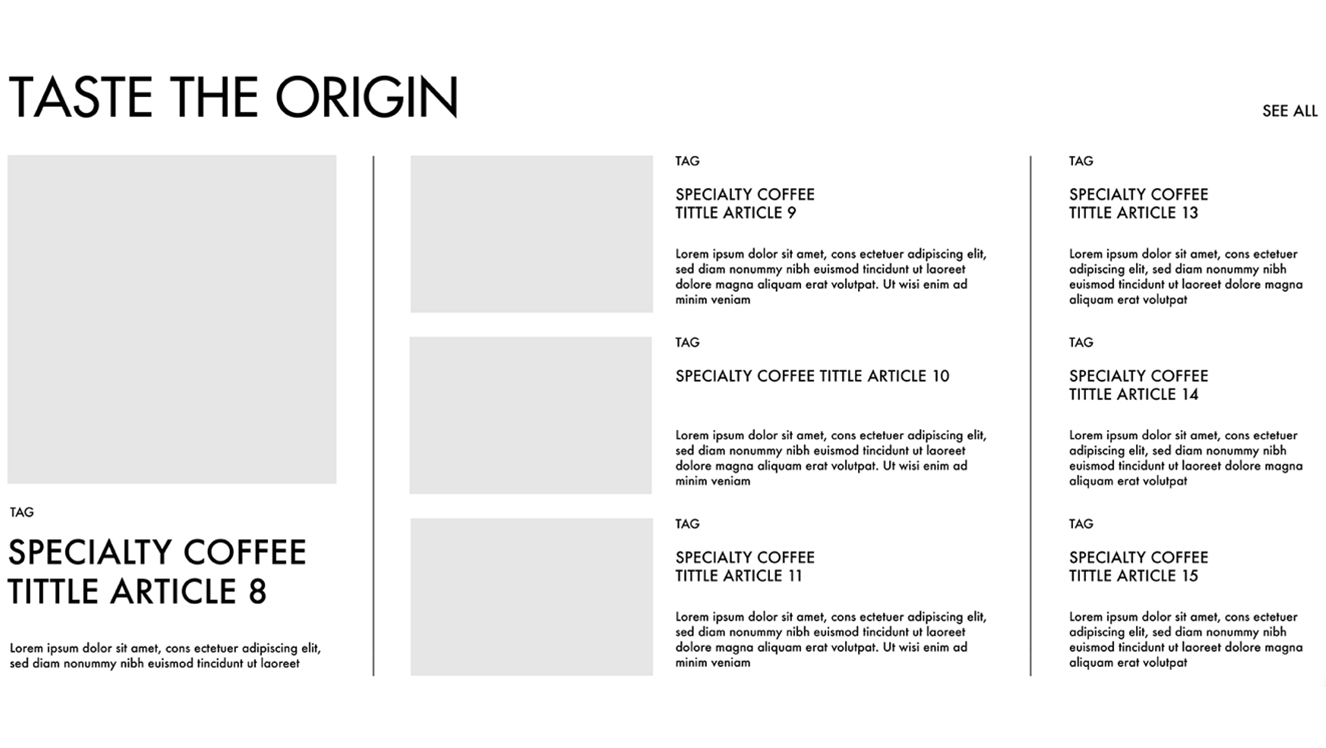 TASTE THE ORIGIN
SEE ALL
TAG
SPECIALTY COFFEE
TITTLE ARTICLE 8
Lorem ipsum dolor sit amet, cons ectetuer adipiscing elit,
sed diam nonummy nibh euismod tincidunt ut laoreet
TAG
SPECIALTY COFFEE
TITTLE ARTICLE 9
Lorem ipsum dolor sit amet, cons ectetuer adipiscing elit,
sed diam nonummy nibh euismod tincidunt ut laoreet
dolore magna aliquam erat volutpat. Ut wisi enim ad
minim veniam
TAG
SPECIALTY COFFEE TITTLE ARTICLE 10
Lorem ipsum dolor sit amet, cons ectetuer adipiscing elit,
sed diam nonummy nibh euismod tincidunt ut laoreet
dolore magna aliquam erat volutpat. Ut wisi enim ad
minim veniam
TAG
SPECIALTY COFFEE
TITTLE ARTICLE 11
Lorem ipsum dolor sit amet, cons ectetuer adipiscing elit,
sed diam nonummy nibh euismod tincidunt ut laoreet
dolore magna aliquam erat volutpat. Ut wisi enim ad
minim veniam
TAG
SPECIALTY COFFEE
TITTLE ARTICLE 13
Lorem ipsum dolor sit amet, cons ectetuer
adipiscing elit, sed diam nonummy nibh
euismod tincidunt ut laoreet dolore magna
aliquam erat volutpat
TAG
SPECIALTY COFFEE
TITTLE ARTICLE 14
Lorem ipsum dolor sit amet, cons ectetuer
adipiscing elit, sed diam nonummy nibh
euismod tincidunt ut laoreet dolore magna
aliquam erat volutpat
TAG
SPECIALTY COFFEE
TITTLE ARTICLE 15
Lorem ipsum dolor sit amet, cons ectetuer
adipiscing elit, sed diam nonummy nibh
euismod tincidunt ut laoreet dolore magna
aliquam erat volutpat